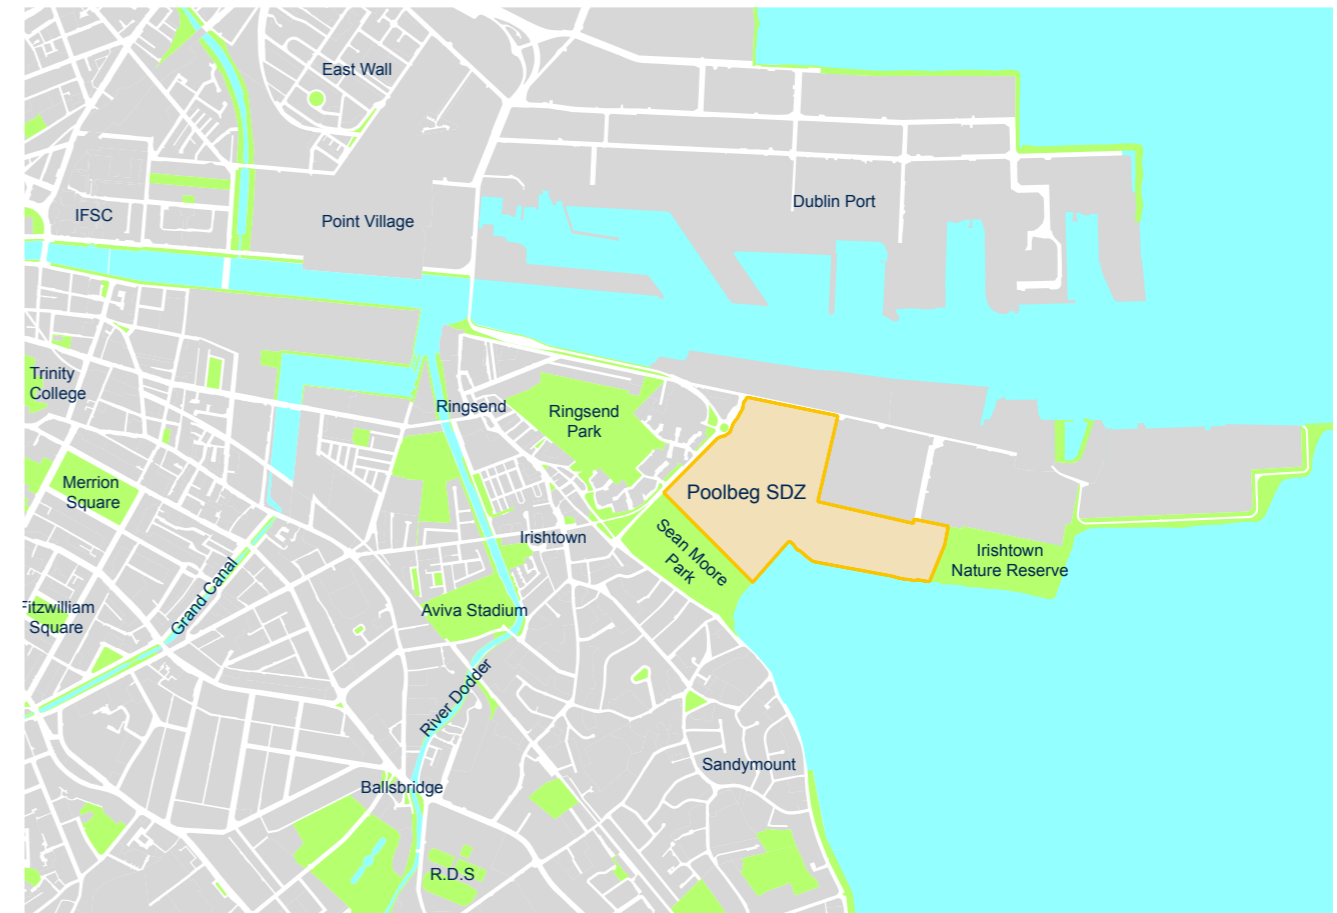 East Wall
Dublin Port
IFSC
Point Village
Trinity
College
Ringsend
Ringsend
Park
Merrion
Square
Poolbeg SDZ
Irishtown
Sean Moore
Park
Irishtown
Nature Reserve
Grand Canal
Fitzwilliam
Square
Aviva Stadium
River Dodder
Sandymount
Ballsbridge
R.D.S